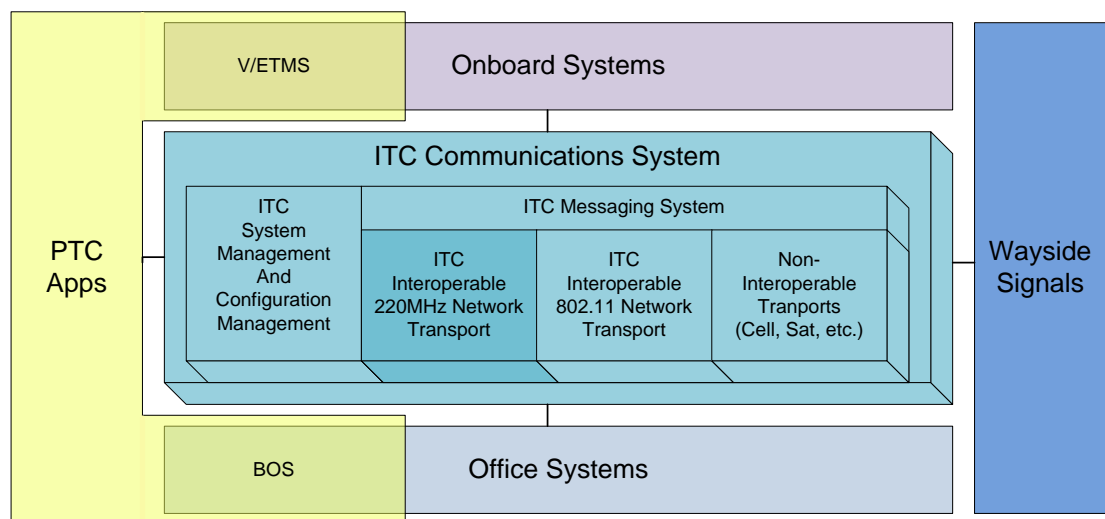 V/ETMS
Onboard Systems
ITC Communications System
ITC
System
Management
And
Configuration
Management
ITC Messaging System
ITC
Interoperable
220MHz Network
Transport
ITC
Interoperable
802.11 Network
Transport
Non-
Interoperable
Tranports
(Cell, Sat, etc.)
PTC
Apps
Wayside
Signals
BOS
Office Systems